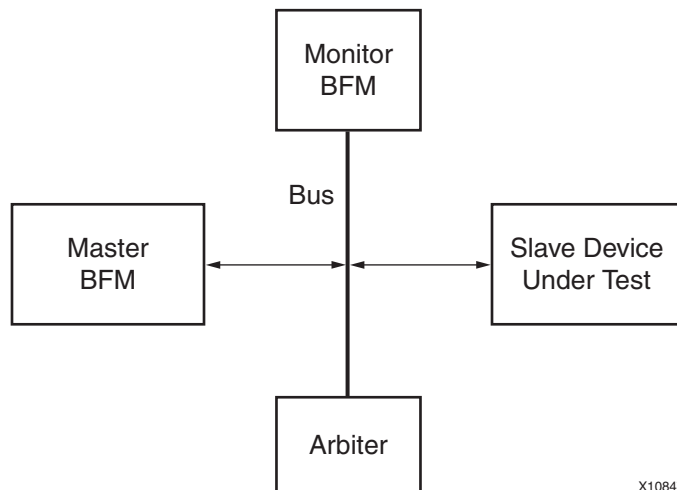 Monitor
BFM
Bus
Master
BFM
Slave Device
Under Test
Arbiter
X1084